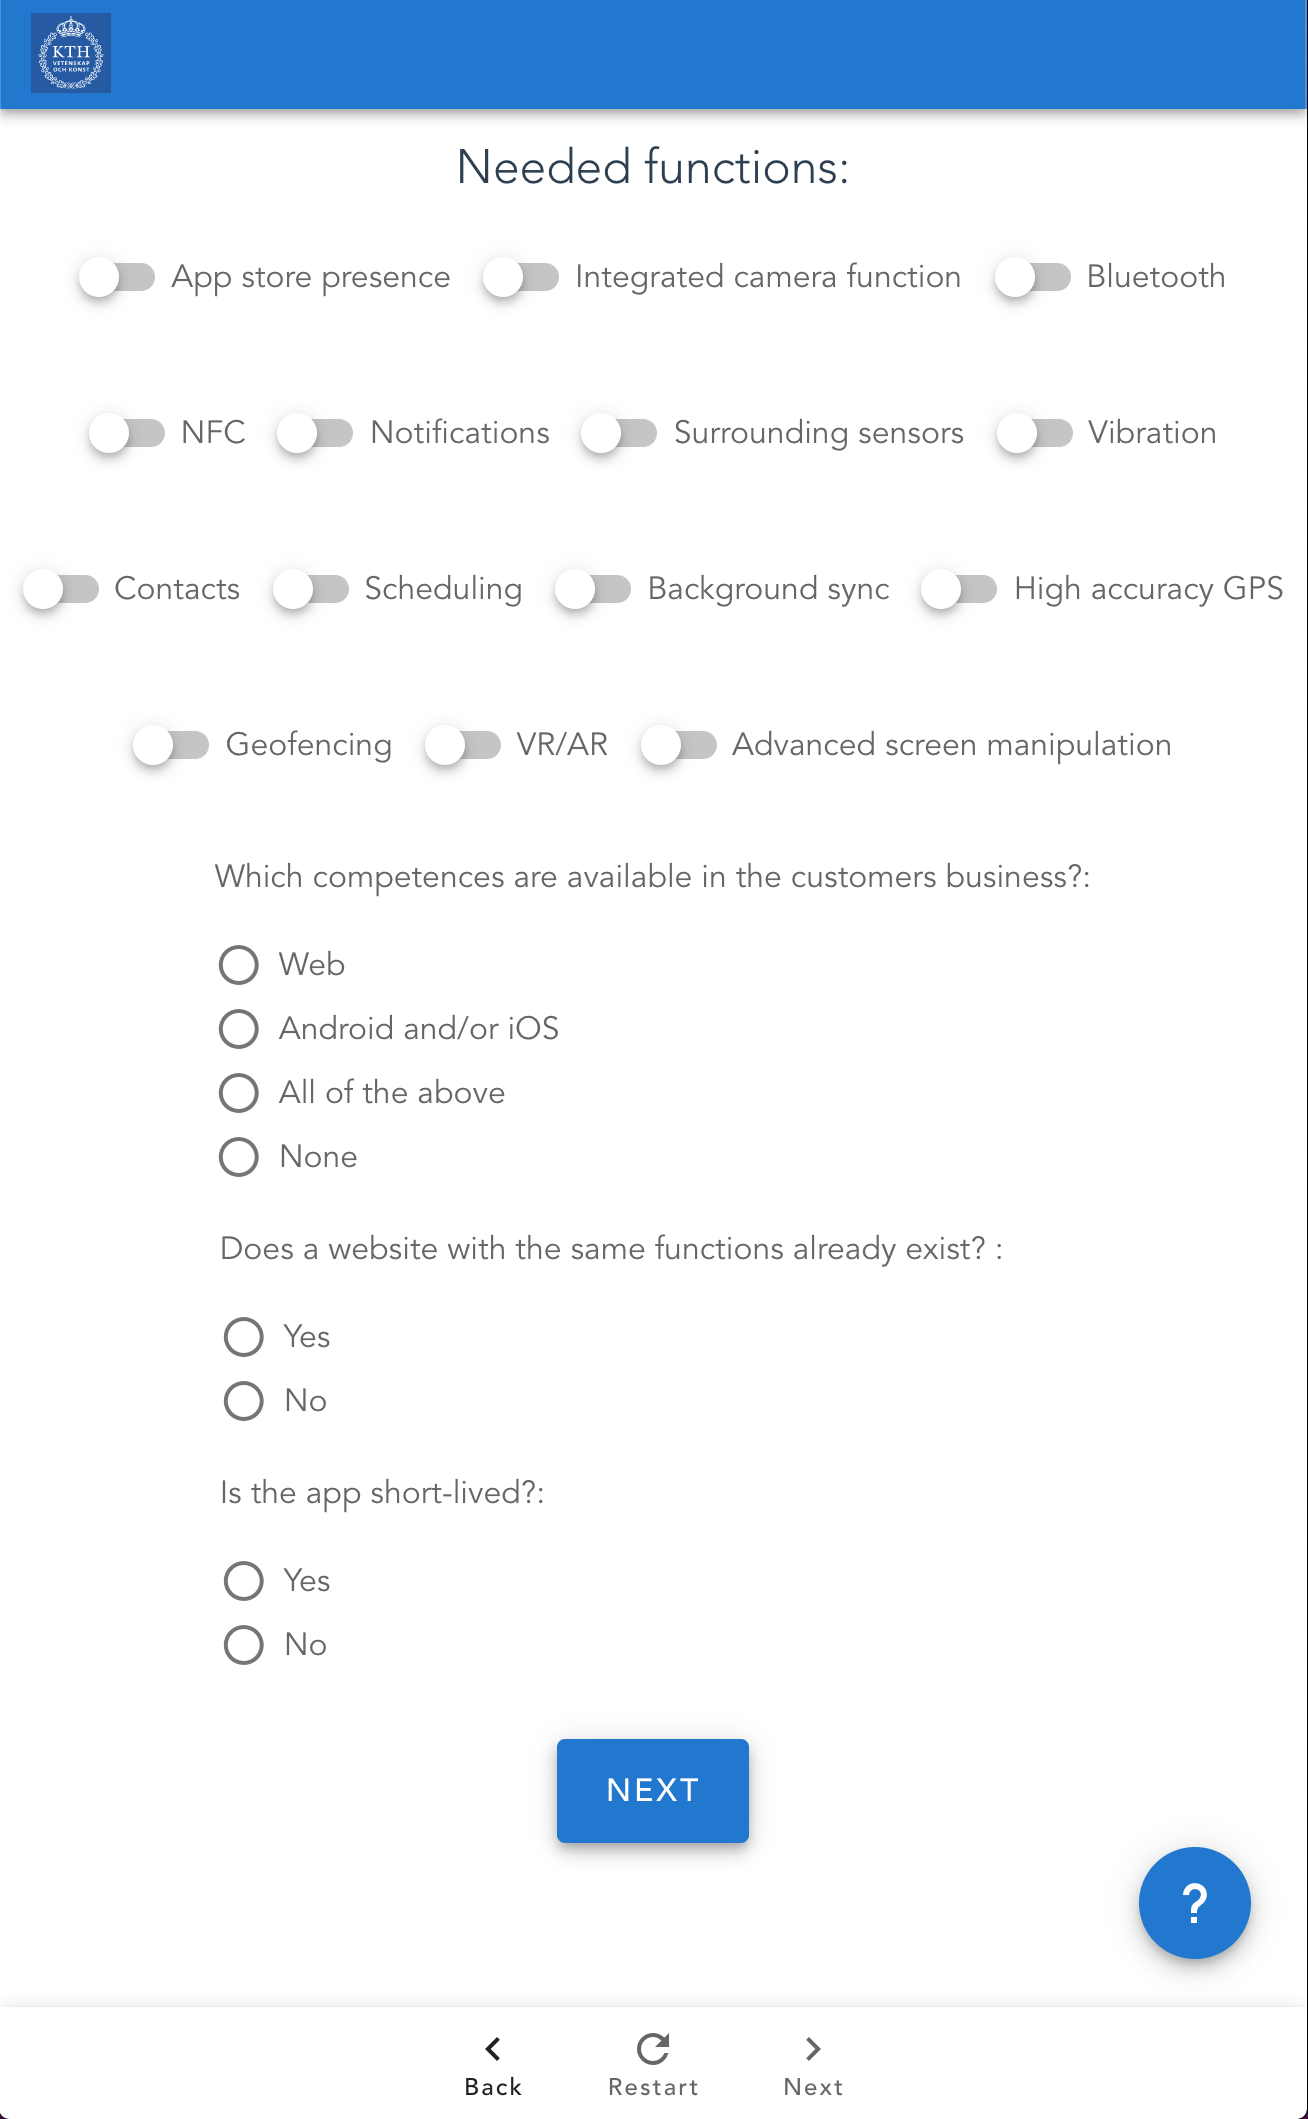 KTH
VETENSKAP
OCH KONST
Needed functions:
App store presence Integrated camera function Bluetooth
NFC Notifications Surrounding sensors Vibration
Contacts Scheduling Background sync High accuracy GPS
Geofencing VR/AR Advanced screen manipulation
Which competences are available in the customers business?:
Web
Android and/or iOS
All of the above
None
Does a website with the same functions already exist? :
Yes
No
Is the app short-lived?:
Yes
No
NEXT
?
Back Restart Next